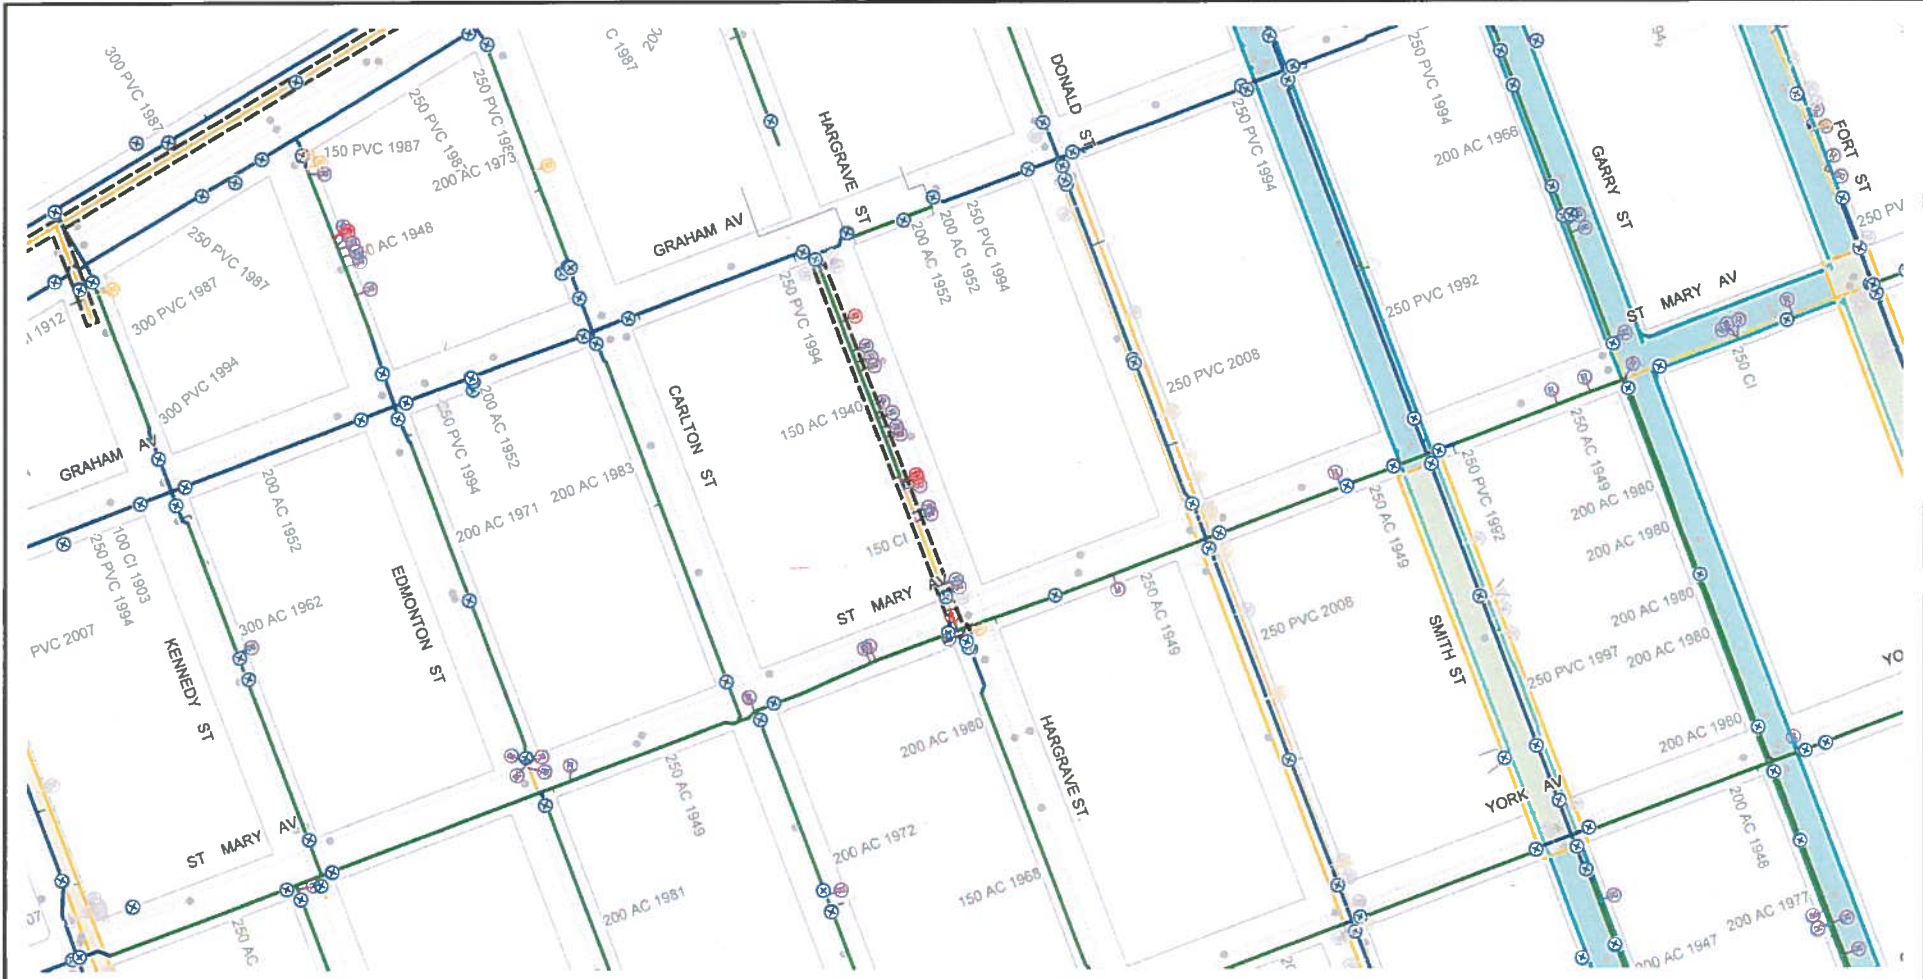 300 PVC 1987
C 1987
250 PVC 1985
250 PVC 1987
150 PVC 1987
200 AC 1973
HARGRAVE ST
DONALD ST
250 PVC 1994
250 PVC 1994
200 AC 1966
GARRY ST
FORT ST
250 PV
AC 1948
250 PVC 1987
GRAHAM AV
250 PVC 1994
200 AC 1952
200 AC 1952
300 PVC 1987
I 1912
250 PVC 1994
250 PVC 1992
ST MARY AV
250 CI
300 PVC 1994
250 PVC 2008
CARLTON ST
150 AC 1940
200 AC 1952
250 PVC 1994
GRAHAM AV
200 AC 1952
200 AC 1983
200 AC 1971
250 AC 1949
250 PVC 1992
250 AC 1949
200 AC 1980
200 AC 1980
100 CI 1903
250 PVC 1994
150 CI
EDMONTON ST
300 AC 1962
ST MARY AV
250 AC 1949
200 AC 1980
200 AC 1980
250 PVC 2008
PVC 2007
KENNEDY ST
SMITH ST
250 PVC 1997
YO
200 AC 1980
HARGRAVE ST.
200 AC 1980
250 AC 1949
YORK AV
ST MARY AV
200 AC 1972
200 AC 1948
150 AC 1968
200 AC 1981
200 AC 1977
07
250 AC
200 AC 1947